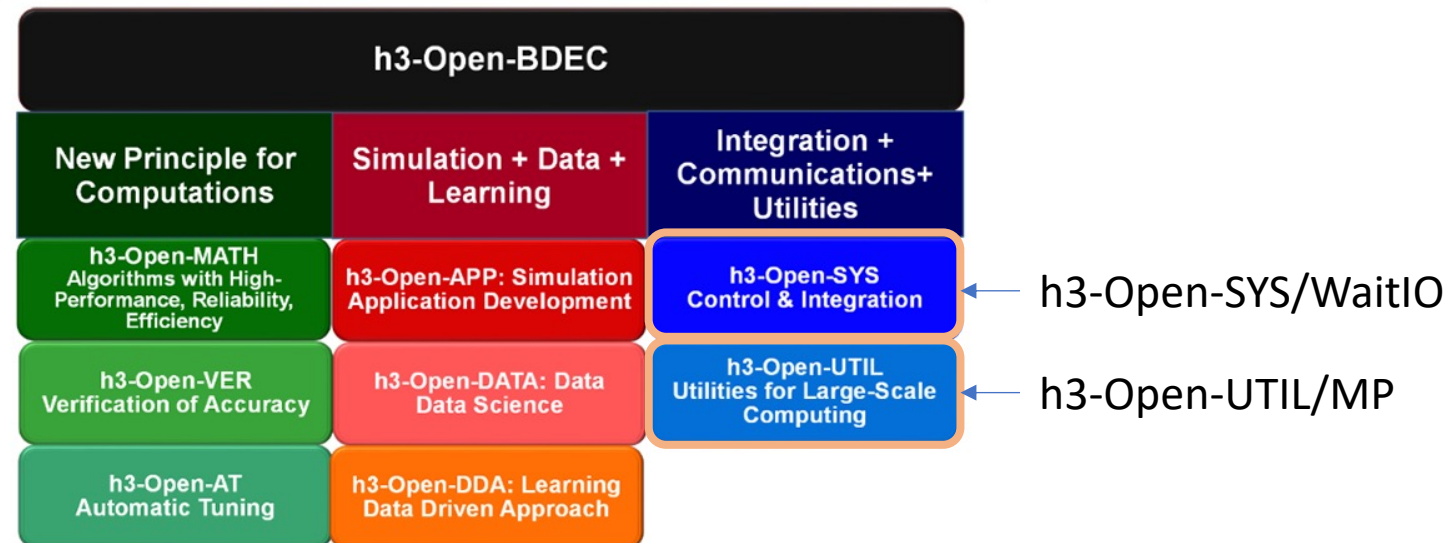 h3-Open-BDEC
New Principle for
Computations
Simulation + Data +
Learning
Integration +
Communications+
Utilities
h3-Open-MATH
Algorithms with High-
Performance, Reliability,
Efficiency
h3-Open-APP: Simulation
Application Development
h3-Open-SYS
Control & Integration
h3-Open-SYS/WaitIO
h3-Open-VER
Verification of Accuracy
h3-Open-DATA: Data
Data Science
h3-Open-UTIL
Utilities for Large-Scale
Computing
h3-Open-UTIL/MP
h3-Open-AT
Automatic Tuning
h3-Open-DDA: Learning
Data Driven Approach